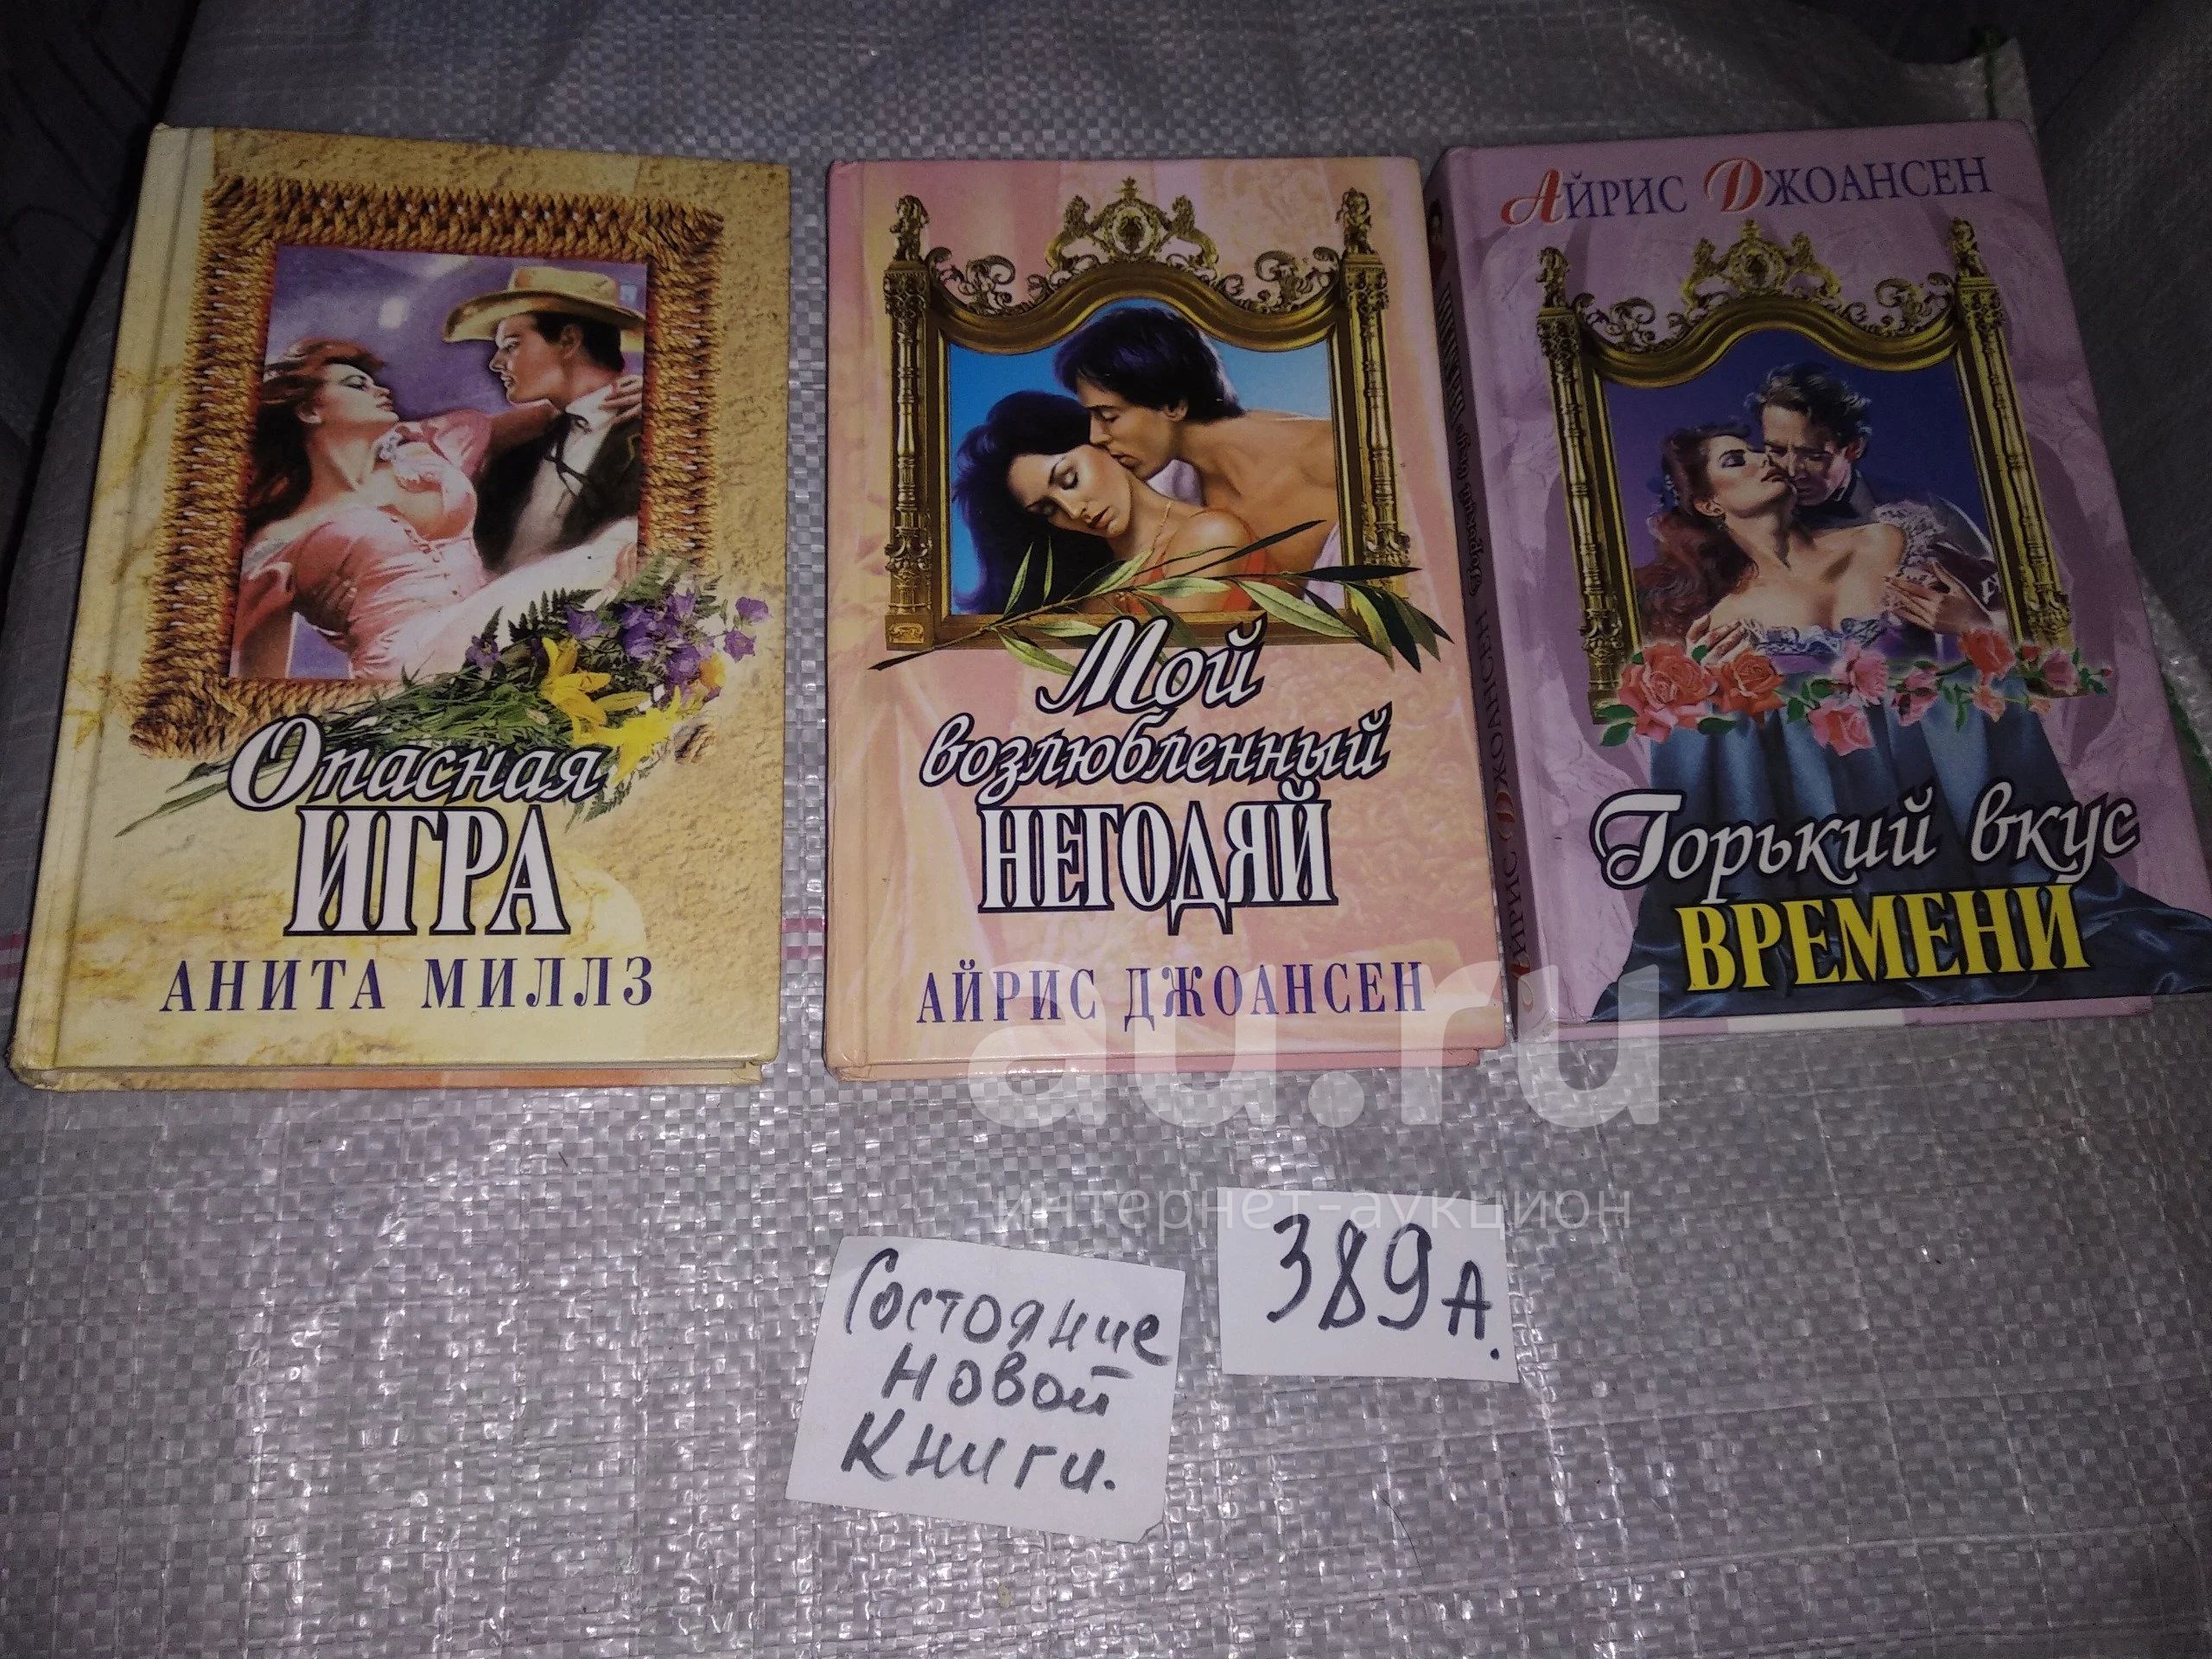 Опасная
ИГРА
АНИТА МИЛЛЗ
Мой
возлюбленный
НЕГОДЯЙ
АЙРИС ДЖОАНСЕН
АЙРИС ДЖОАНСЕН
Горький вкус
ВРЕМЕНИ
АЙРИС ДЖОАНСЕН
au.ru
интернет-аукцион
Состояние
новой
Книги.
389А.